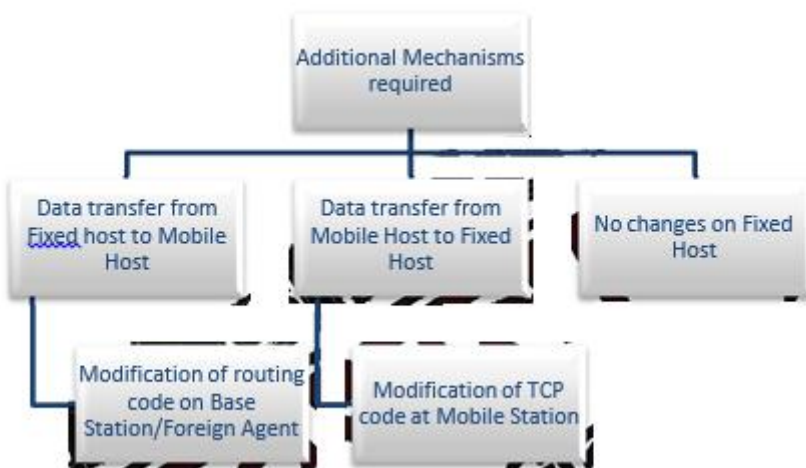 Additional Mechanisms
required
Data transfer from
Fixed host to Mobile
Host
Data transfer from
Mobile Host to Fixed
Host
No changes on Fixed
Host
Modification of routing
code on Base
Station/Foreign Agent
Modification of TCP
code at Mobile Station